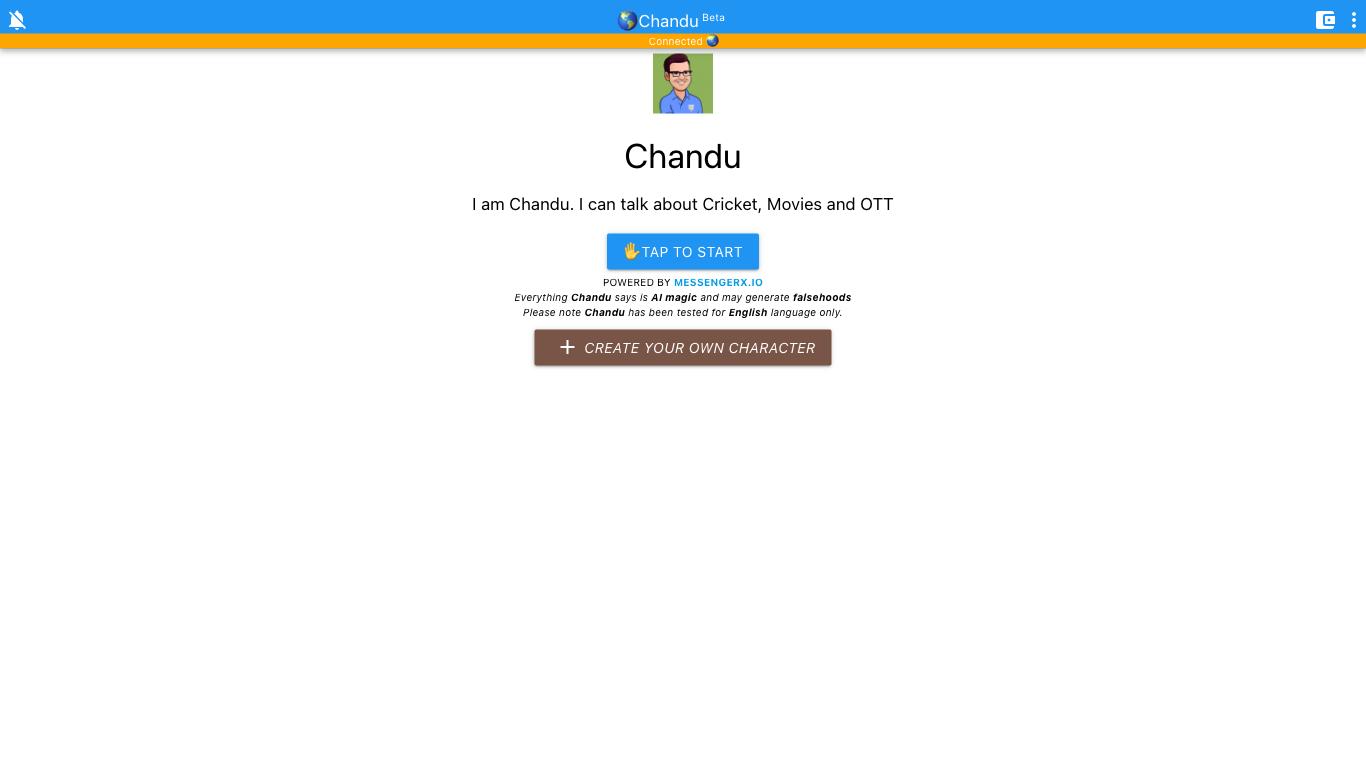 Chandu Beta
Connected
Chandu
I am Chandu. I can talk about Cricket, Movies and OTT
TAP TO START
POWERED BY MESSENGERX.IO
Everything Chandu says is AI magic and may generate falsehoods
Please note Chandu has been tested for English language only.
CREATE YOUR OWN CHARACTER